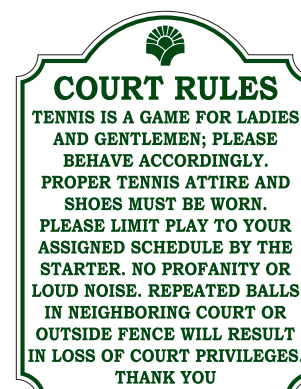 COURT RULES
TENNIS IS A GAME FOR LADIES
AND GENTLEMEN; PLEASE
BEHAVE ACCORDINGLY.
PROPER TENNIS ATTIRE AND
SHOES MUST BE WORN.
PLEASE LIMIT PLAY TO YOUR
ASSIGNED SCHEDULE BY THE
STARTER. NO PROFANITY OR
LOUD NOISE. REPEATED BALLS
IN NEIGHBORING COURT OR
OUTSIDE FENCE WILL RESULT
IN LOSS OF COURT PRIVILEGES.
THANK YOU